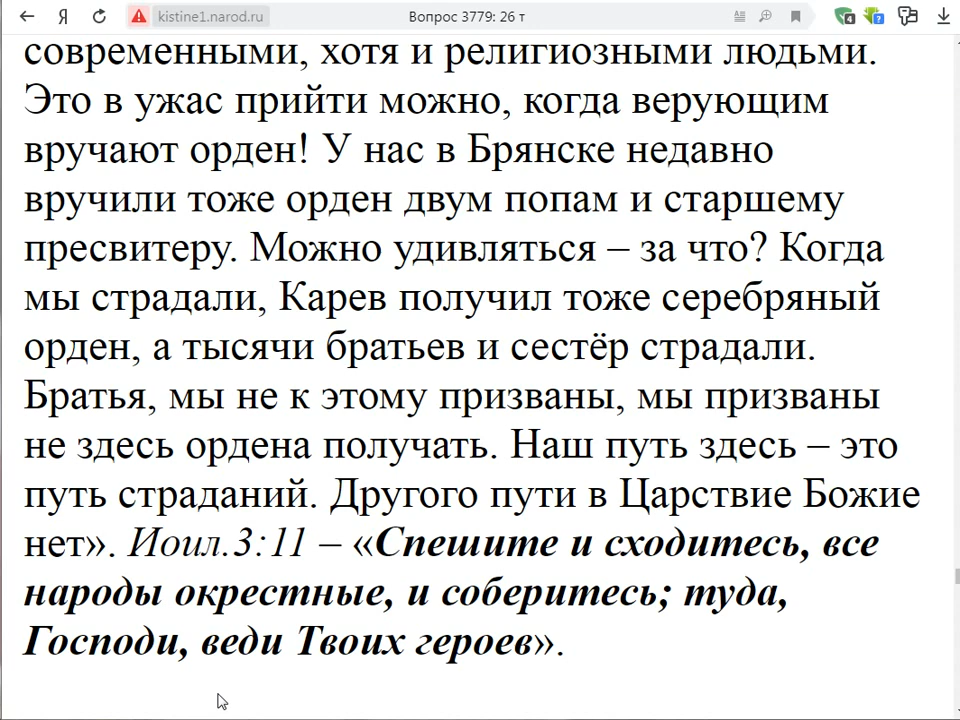 Я kistine1.narod.ru Вопрос 3779: 26 т 4 ?
современными, хотя и религиозными людьми.
Это в ужас прийти можно, когда верующим
вручают орден! У нас в Брянске недавно
вручили тоже орден двум попам и старшему
пресвитеру. Можно удивляться – за что? Когда
мы страдали, Карев получил тоже серебряный
орден, а тысячи братьев и сестёр страдали.
Братья, мы не к этому призваны, мы призваны
не здесь ордена получать. Наш путь здесь – это
путь страданий. Другого пути в Царствие Божие
нет». Иоил.3:11 – «Спешите и сходитесь, все
народы окрестные, и соберитесь; туда,
Господи, веди Твоих героев».